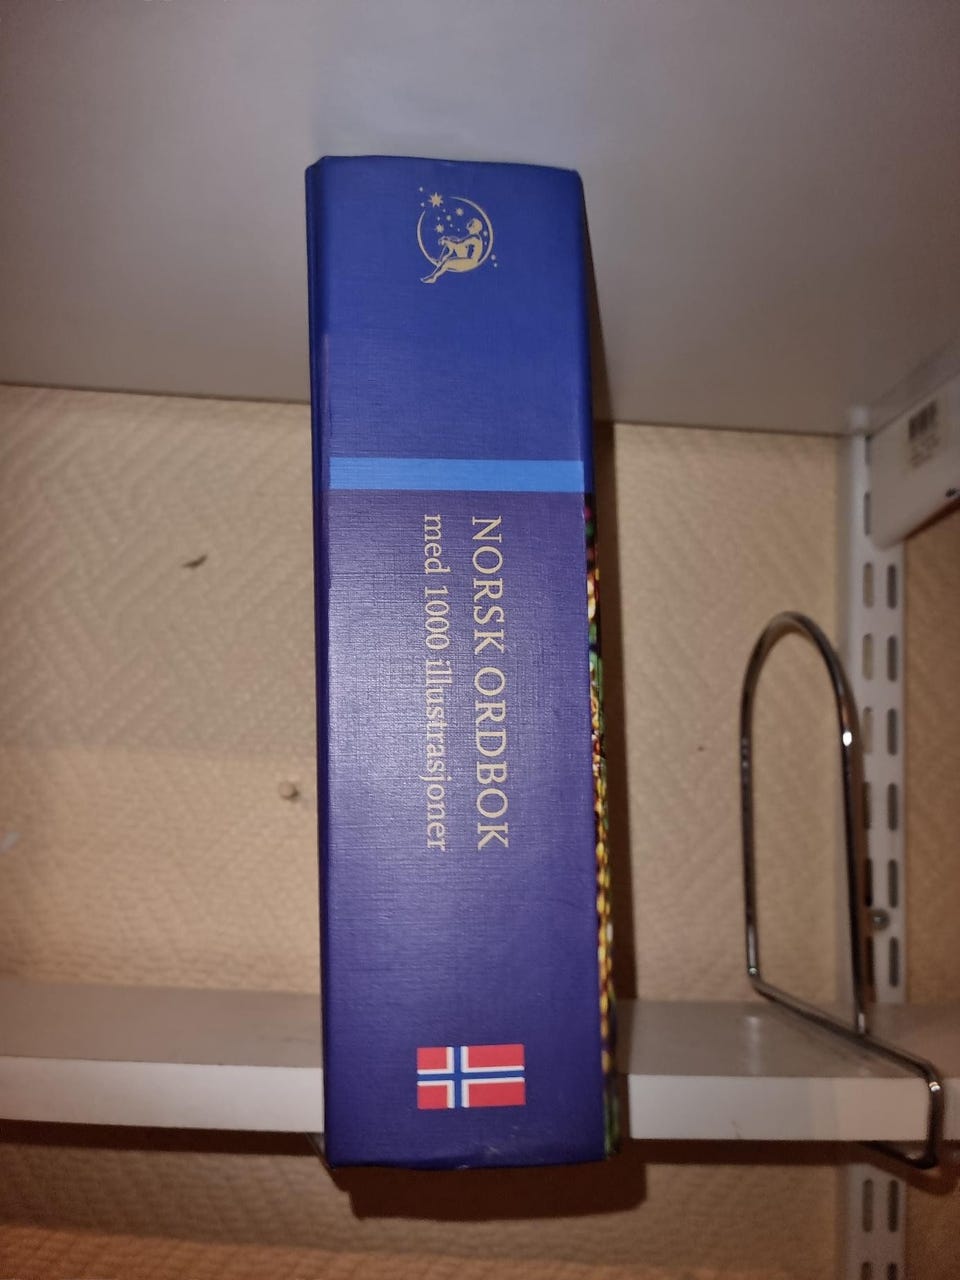 NORSK ORDBOK
med 1000 illustrasjoner